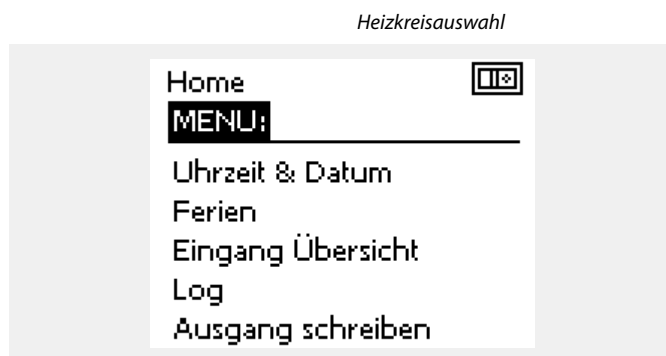 Heizkreisauswahl
Home
MENU:
Uhrzeit & Datum
Ferien
Eingang Übersicht
Log
Ausgang schreiben